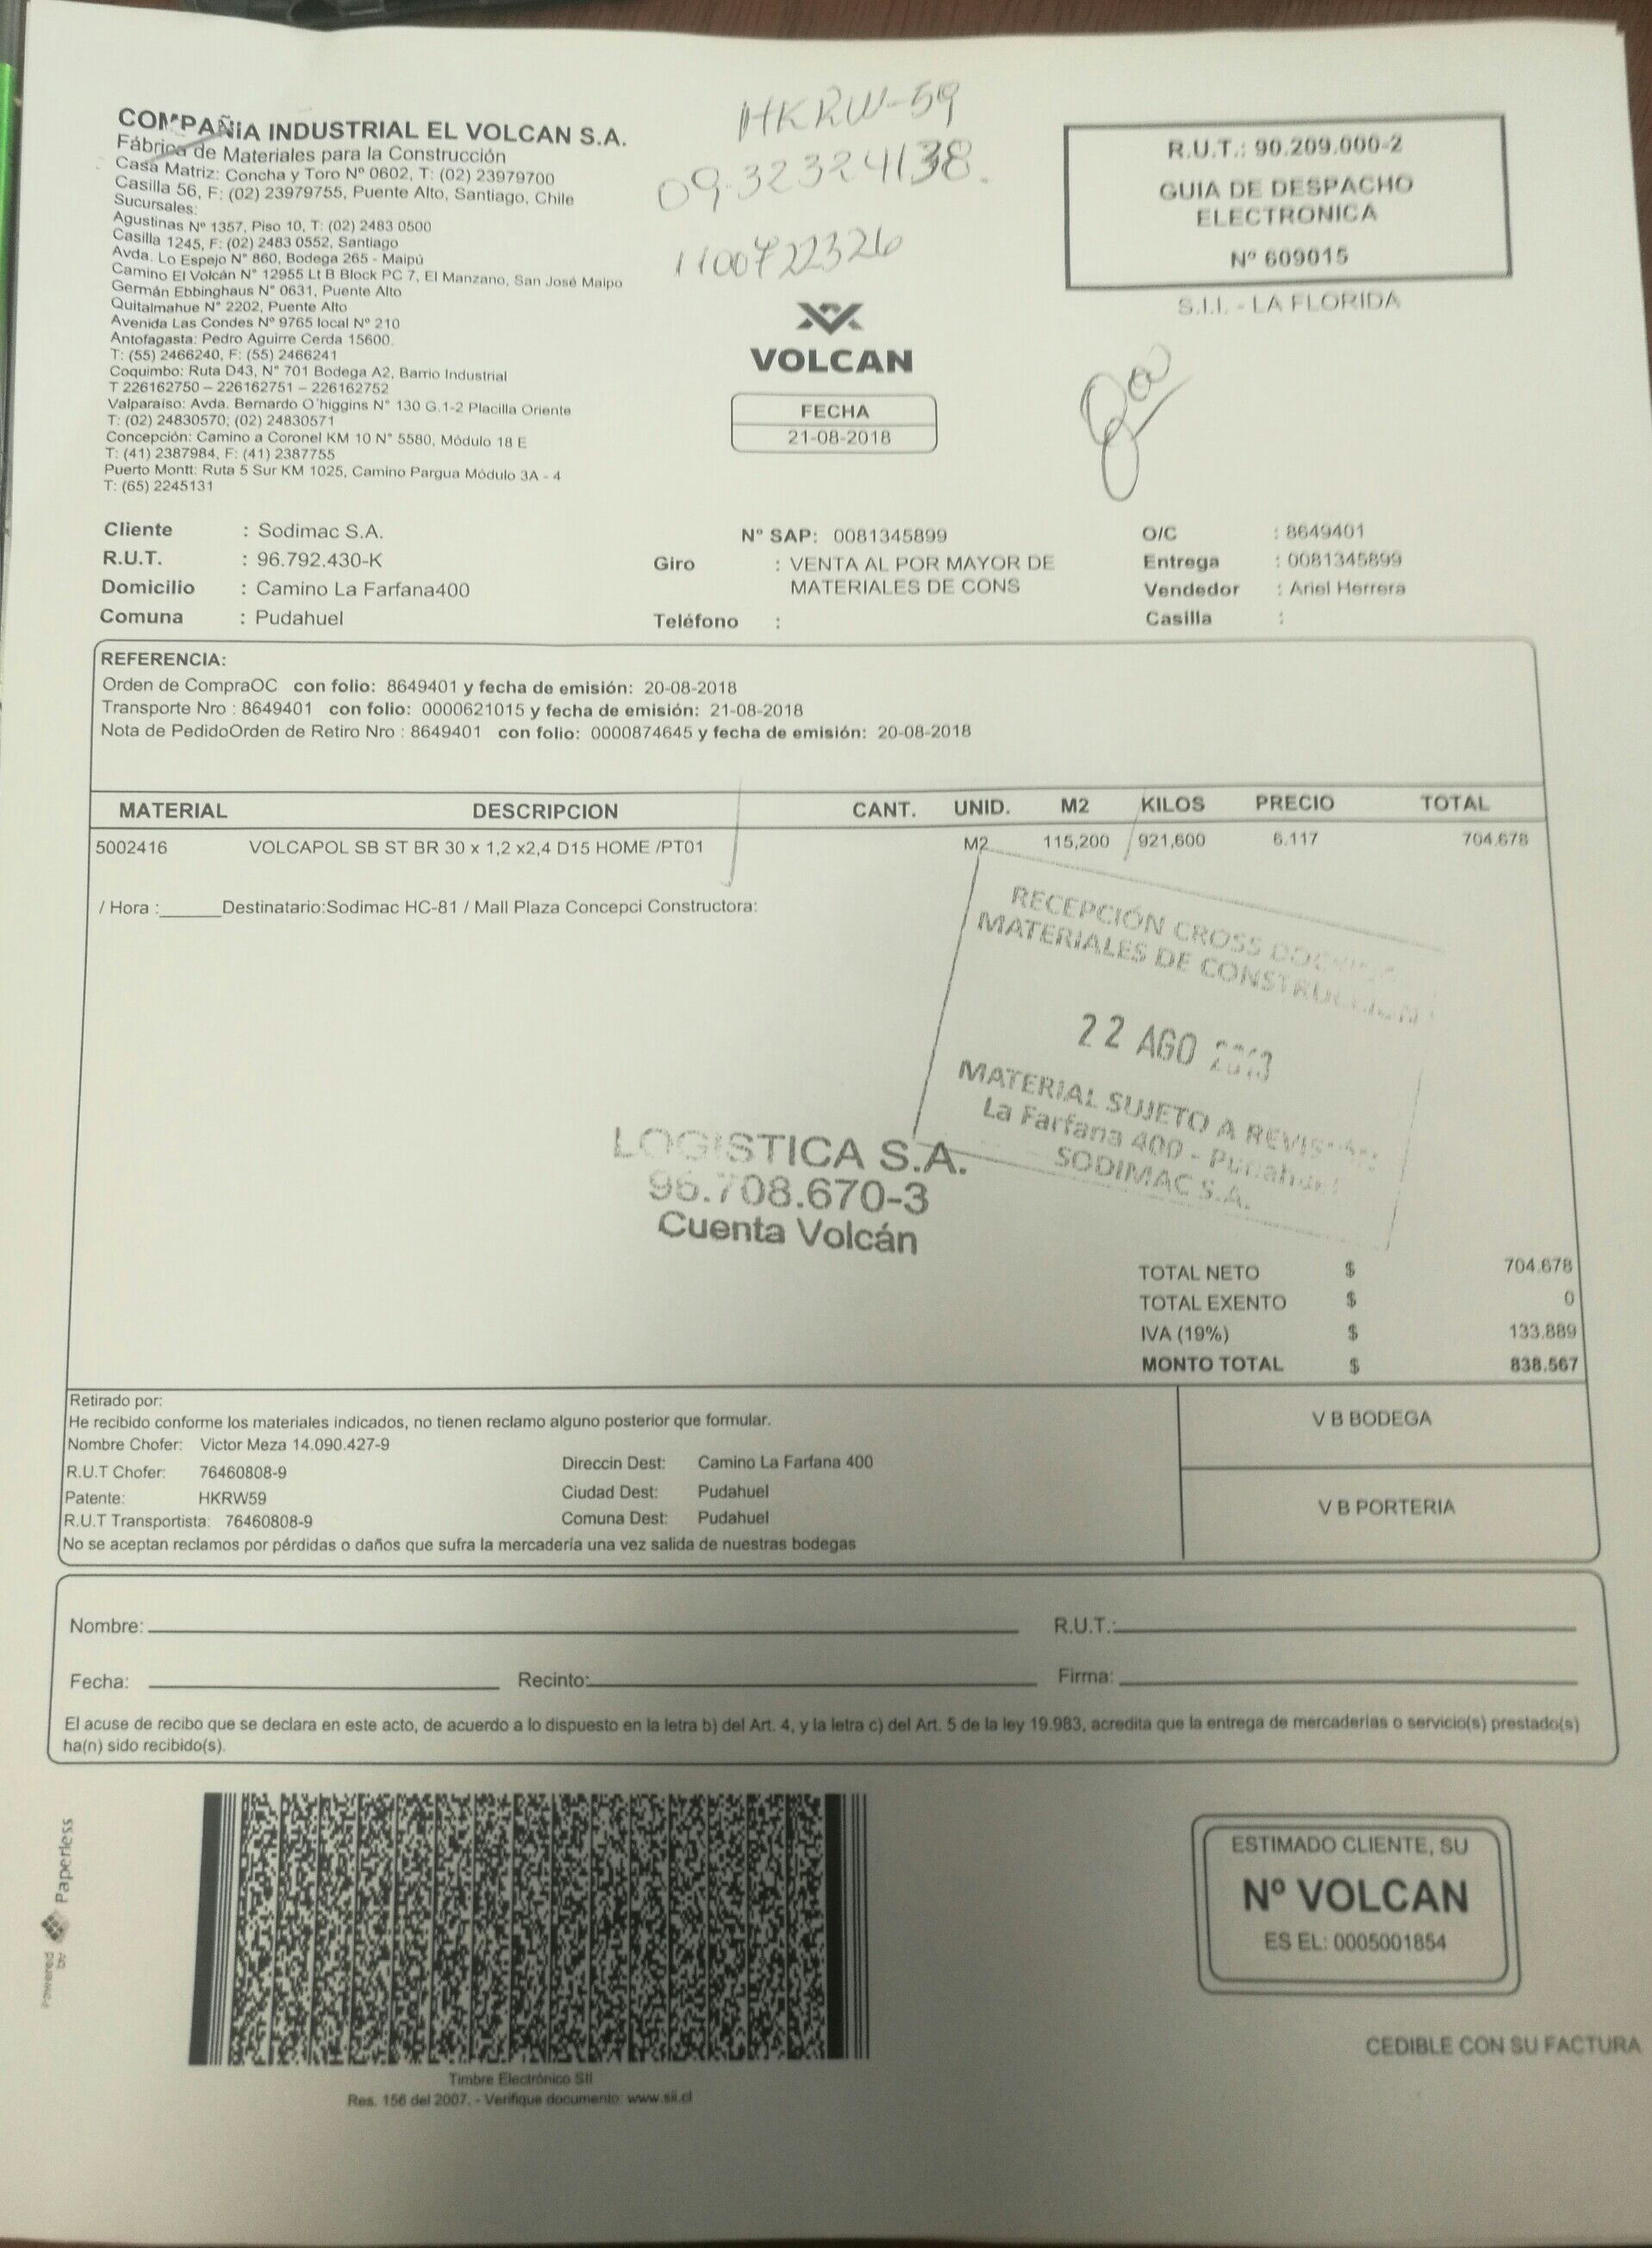 COMPAÑIA INDUSTRIAL EL VOLCAN S.A.
Fábrica de Materiales para la Construcción
Casa Matriz: Concha y Toro Nº 0602, T: (02) 23979700
Casilla 56, F: (02) 23979755, Puente Alto, Santiago, Chile
Sucursales:
Agustinas Nº 1357, Piso 10, T: (02) 2483 0500
Casilla 1245, F: (02) 2483 0552, Santiago
Avda. Lo Espejo N° 860, Bodega 265 - Maipú
Camino El Volcán N° 12955 Lt B Block PC 7, El Manzano, San José Maipo
Germán Ebbinghaus N° 0631, Puente Alto
Quitalmahue N° 2202, Puente Alto
Avenida Las Condes Nº 9765 local Nº 210
Antofagasta: Pedro Aguirre Cerda 15600.
T: (55) 2466240, F: (55) 2466241
Coquimbo: Ruta D43, N° 701 Bodega A2, Barrio Industrial
T 226162750 – 226162751 – 226162752
Valparaiso: Avda. Bernardo O'higgins N° 130 G.1-2 Placilla Oriente
T: (02) 24830570; (02) 24830571
Concepción: Camino a Coronel KM 10 N° 5580, Módulo 18 E
T: (41) 2387984, F: (41) 2387755
Puerto Montt: Ruta 5 Sur KM 1025, Camino Pargua Módulo 3A - 4
T: (65) 2245131
HKRW-59
09.32324138.
1100722326
VOLCAN
FECHA
21-08-2018
R.U.T.: 90.209.000-2
GUIA DE DESPACHO
ELECTRONICA
Nº 609015
S.I.I. - LA FLORIDA
Cliente : Sodimac S.A. Nº SAP: 0081345899 O/C : 8649401
R.U.T. : 96.792.430-K Giro : VENTA AL POR MAYOR DE Entrega : 0081345899
Domicilio : Camino La Farfana400 MATERIALES DE CONS Vendedor : Ariel Herrera
Comuna : Pudahuel Teléfono : Casilla :
REFERENCIA:
Orden de CompraOC con folio: 8649401 y fecha de emisión: 20-08-2018
Transporte Nro : 8649401 con folio: 0000621015 y fecha de emisión: 21-08-2018
Nota de PedidoOrden de Retiro Nro : 8649401 con folio: 0000874645 y fecha de emisión: 20-08-2018
MATERIAL DESCRIPCION CANT. UNID. M2 KILOS PRECIO TOTAL
5002416 VOLCAPOL SB ST BR 30 x 1,2 x2,4 D15 HOME /PT01 M2 115,200 921,600 6.117 704.678
/ Hora :______Destinatario:Sodimac HC-81 / Mall Plaza Concepci Constructora:
RECEPCIÓN CROSS DOCKING
MATERIALES DE CONSTRUCCION
22 AGO 2018
MATERIAL SUJETO A REVISIÓN
La Farfana 400 - Pudahuel
SODIMAC S.A.
LOGISTICA S.A.
96.708.670-3
Cuenta Volcán
TOTAL NETO $ 704.678
TOTAL EXENTO $ 0
IVA (19%) $ 133.889
MONTO TOTAL $ 838.567
Retirado por:
He recibido conforme los materiales indicados, no tienen reclamo alguno posterior que formular.
Nombre Chofer: Victor Meza 14.090.427-9
R.U.T Chofer: 76460808-9 Direccin Dest: Camino La Farfana 400
Patente: HKRW59 Ciudad Dest: Pudahuel
R.U.T Transportista: 76460808-9 Comuna Dest: Pudahuel
No se aceptan reclamos por pérdidas o daños que sufra la mercadería una vez salida de nuestras bodegas
V B BODEGA
V B PORTERIA
Nombre: R.U.T.:
Fecha: Recinto: Firma:
El acuse de recibo que se declara en este acto, de acuerdo a lo dispuesto en la letra b) del Art. 4, y la letra c) del Art. 5 de la ley 19.983, acredita que la entrega de mercaderías o servicio(s) prestado(s)
ha(n) sido recibido(s).
Powered by Paperless
Timbre Electrónico SII
Res. 156 del 2007. - Verifique documento: www.sii.cl
ESTIMADO CLIENTE, SU
Nº VOLCAN
ES EL: 0005001854
CEDIBLE CON SU FACTURA